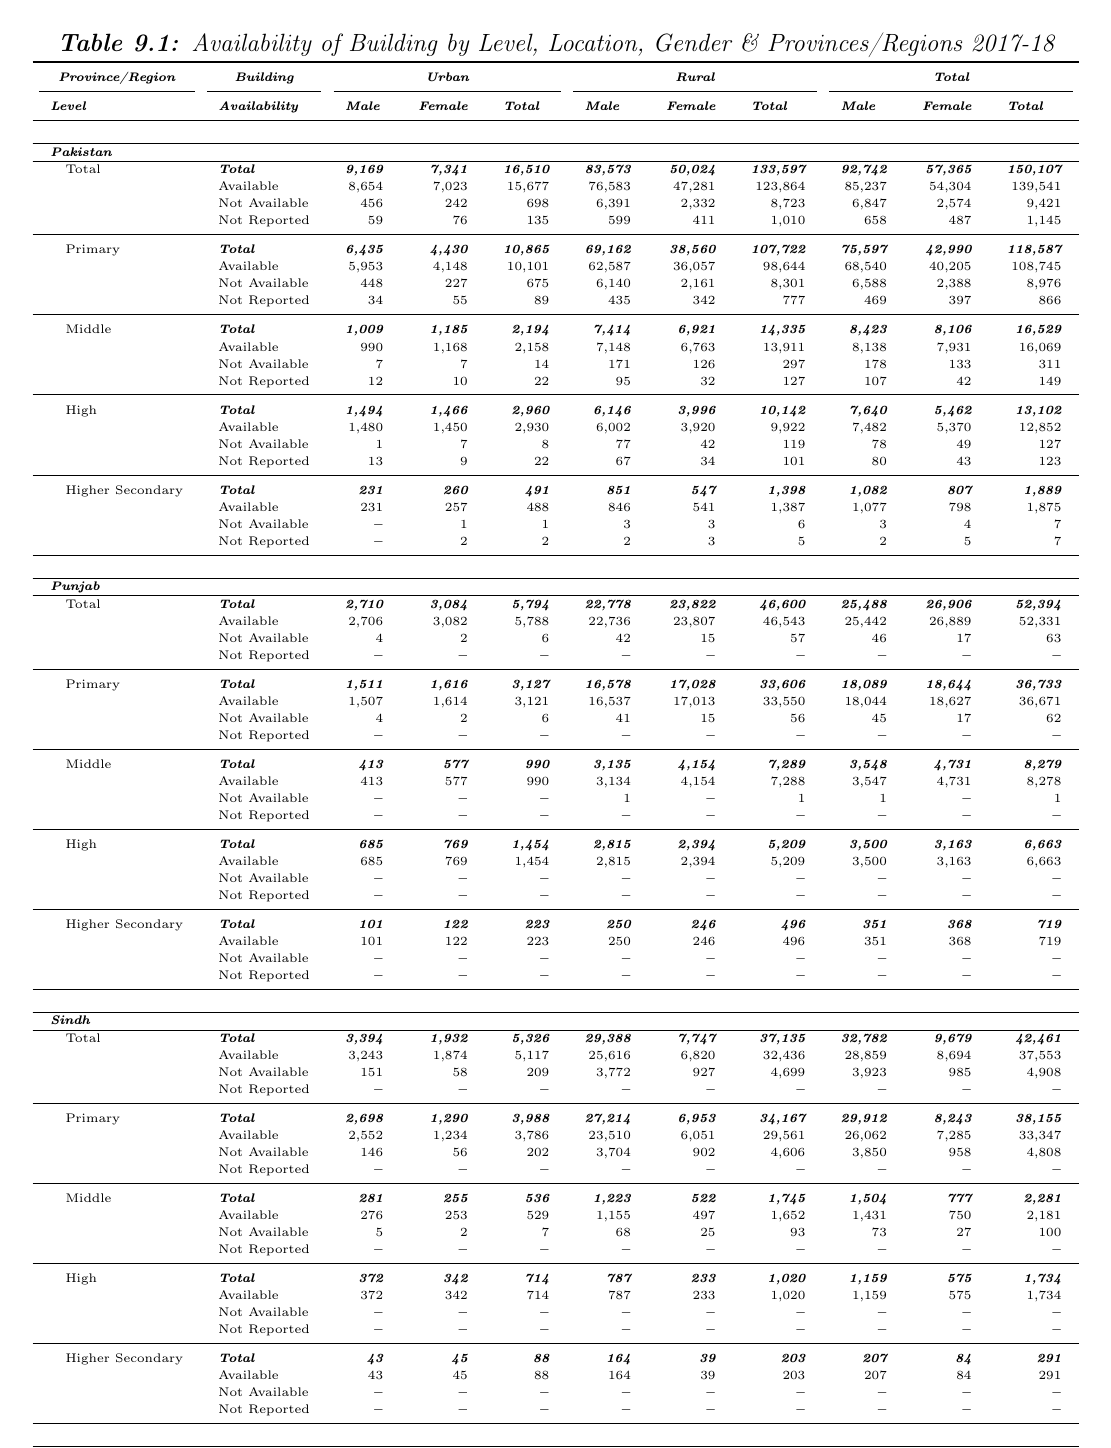 Table 9.1: Availability of Building by Level, Location, Gender & Provinces/Regions 2017-18
Province/Region Building Urban Rural Total
Level Availability Male Female Total Male Female Total Male Female Total
Pakistan
Total Total 9,169 7,341 16,510 83,573 50,024 133,597 92,742 57,365 150,107
Available 8,654 7,023 15,677 76,583 47,281 123,864 85,237 54,304 139,541
Not Available 456 242 698 6,391 2,332 8,723 6,847 2,574 9,421
Not Reported 59 76 135 599 411 1,010 658 487 1,145
Primary Total 6,435 4,430 10,865 69,162 38,560 107,722 75,597 42,990 118,587
Available 5,953 4,148 10,101 62,587 36,057 98,644 68,540 40,205 108,745
Not Available 448 227 675 6,140 2,161 8,301 6,588 2,388 8,976
Not Reported 34 55 89 435 342 777 469 397 866
Middle Total 1,009 1,185 2,194 7,414 6,921 14,335 8,423 8,106 16,529
Available 990 1,168 2,158 7,148 6,763 13,911 8,138 7,931 16,069
Not Available 7 7 14 171 126 297 178 133 311
Not Reported 12 10 22 95 32 127 107 42 149
High Total 1,494 1,466 2,960 6,146 3,996 10,142 7,640 5,462 13,102
Available 1,480 1,450 2,930 6,002 3,920 9,922 7,482 5,370 12,852
Not Available 1 7 8 77 42 119 78 49 127
Not Reported 13 9 22 67 34 101 80 43 123
Higher Secondary Total 231 260 491 851 547 1,398 1,082 807 1,889
Available 231 257 488 846 541 1,387 1,077 798 1,875
Not Available – 1 1 3 3 6 3 4 7
Not Reported – 2 2 2 3 5 2 5 7
Punjab
Total Total 2,710 3,084 5,794 22,778 23,822 46,600 25,488 26,906 52,394
Available 2,706 3,082 5,788 22,736 23,807 46,543 25,442 26,889 52,331
Not Available 4 2 6 42 15 57 46 17 63
Not Reported – – – – – – – – –
Primary Total 1,511 1,616 3,127 16,578 17,028 33,606 18,089 18,644 36,733
Available 1,507 1,614 3,121 16,537 17,013 33,550 18,044 18,627 36,671
Not Available 4 2 6 41 15 56 45 17 62
Not Reported – – – – – – – – –
Middle Total 413 577 990 3,135 4,154 7,289 3,548 4,731 8,279
Available 413 577 990 3,134 4,154 7,288 3,547 4,731 8,278
Not Available – – – 1 – 1 1 – 1
Not Reported – – – – – – – – –
High Total 685 769 1,454 2,815 2,394 5,209 3,500 3,163 6,663
Available 685 769 1,454 2,815 2,394 5,209 3,500 3,163 6,663
Not Available – – – – – – – – –
Not Reported – – – – – – – – –
Higher Secondary Total 101 122 223 250 246 496 351 368 719
Available 101 122 223 250 246 496 351 368 719
Not Available – – – – – – – – –
Not Reported – – – – – – – – –
Sindh
Total Total 3,394 1,932 5,326 29,388 7,747 37,135 32,782 9,679 42,461
Available 3,243 1,874 5,117 25,616 6,820 32,436 28,859 8,694 37,553
Not Available 151 58 209 3,772 927 4,699 3,923 985 4,908
Not Reported – – – – – – – – –
Primary Total 2,698 1,290 3,988 27,214 6,953 34,167 29,912 8,243 38,155
Available 2,552 1,234 3,786 23,510 6,051 29,561 26,062 7,285 33,347
Not Available 146 56 202 3,704 902 4,606 3,850 958 4,808
Not Reported – – – – – – – – –
Middle Total 281 255 536 1,223 522 1,745 1,504 777 2,281
Available 276 253 529 1,155 497 1,652 1,431 750 2,181
Not Available 5 2 7 68 25 93 73 27 100
Not Reported – – – – – – – – –
High Total 372 342 714 787 233 1,020 1,159 575 1,734
Available 372 342 714 787 233 1,020 1,159 575 1,734
Not Available – – – – – – – – –
Not Reported – – – – – – – – –
Higher Secondary Total 43 45 88 164 39 203 207 84 291
Available 43 45 88 164 39 203 207 84 291
Not Available – – – – – – – – –
Not Reported – – – – – – – – –